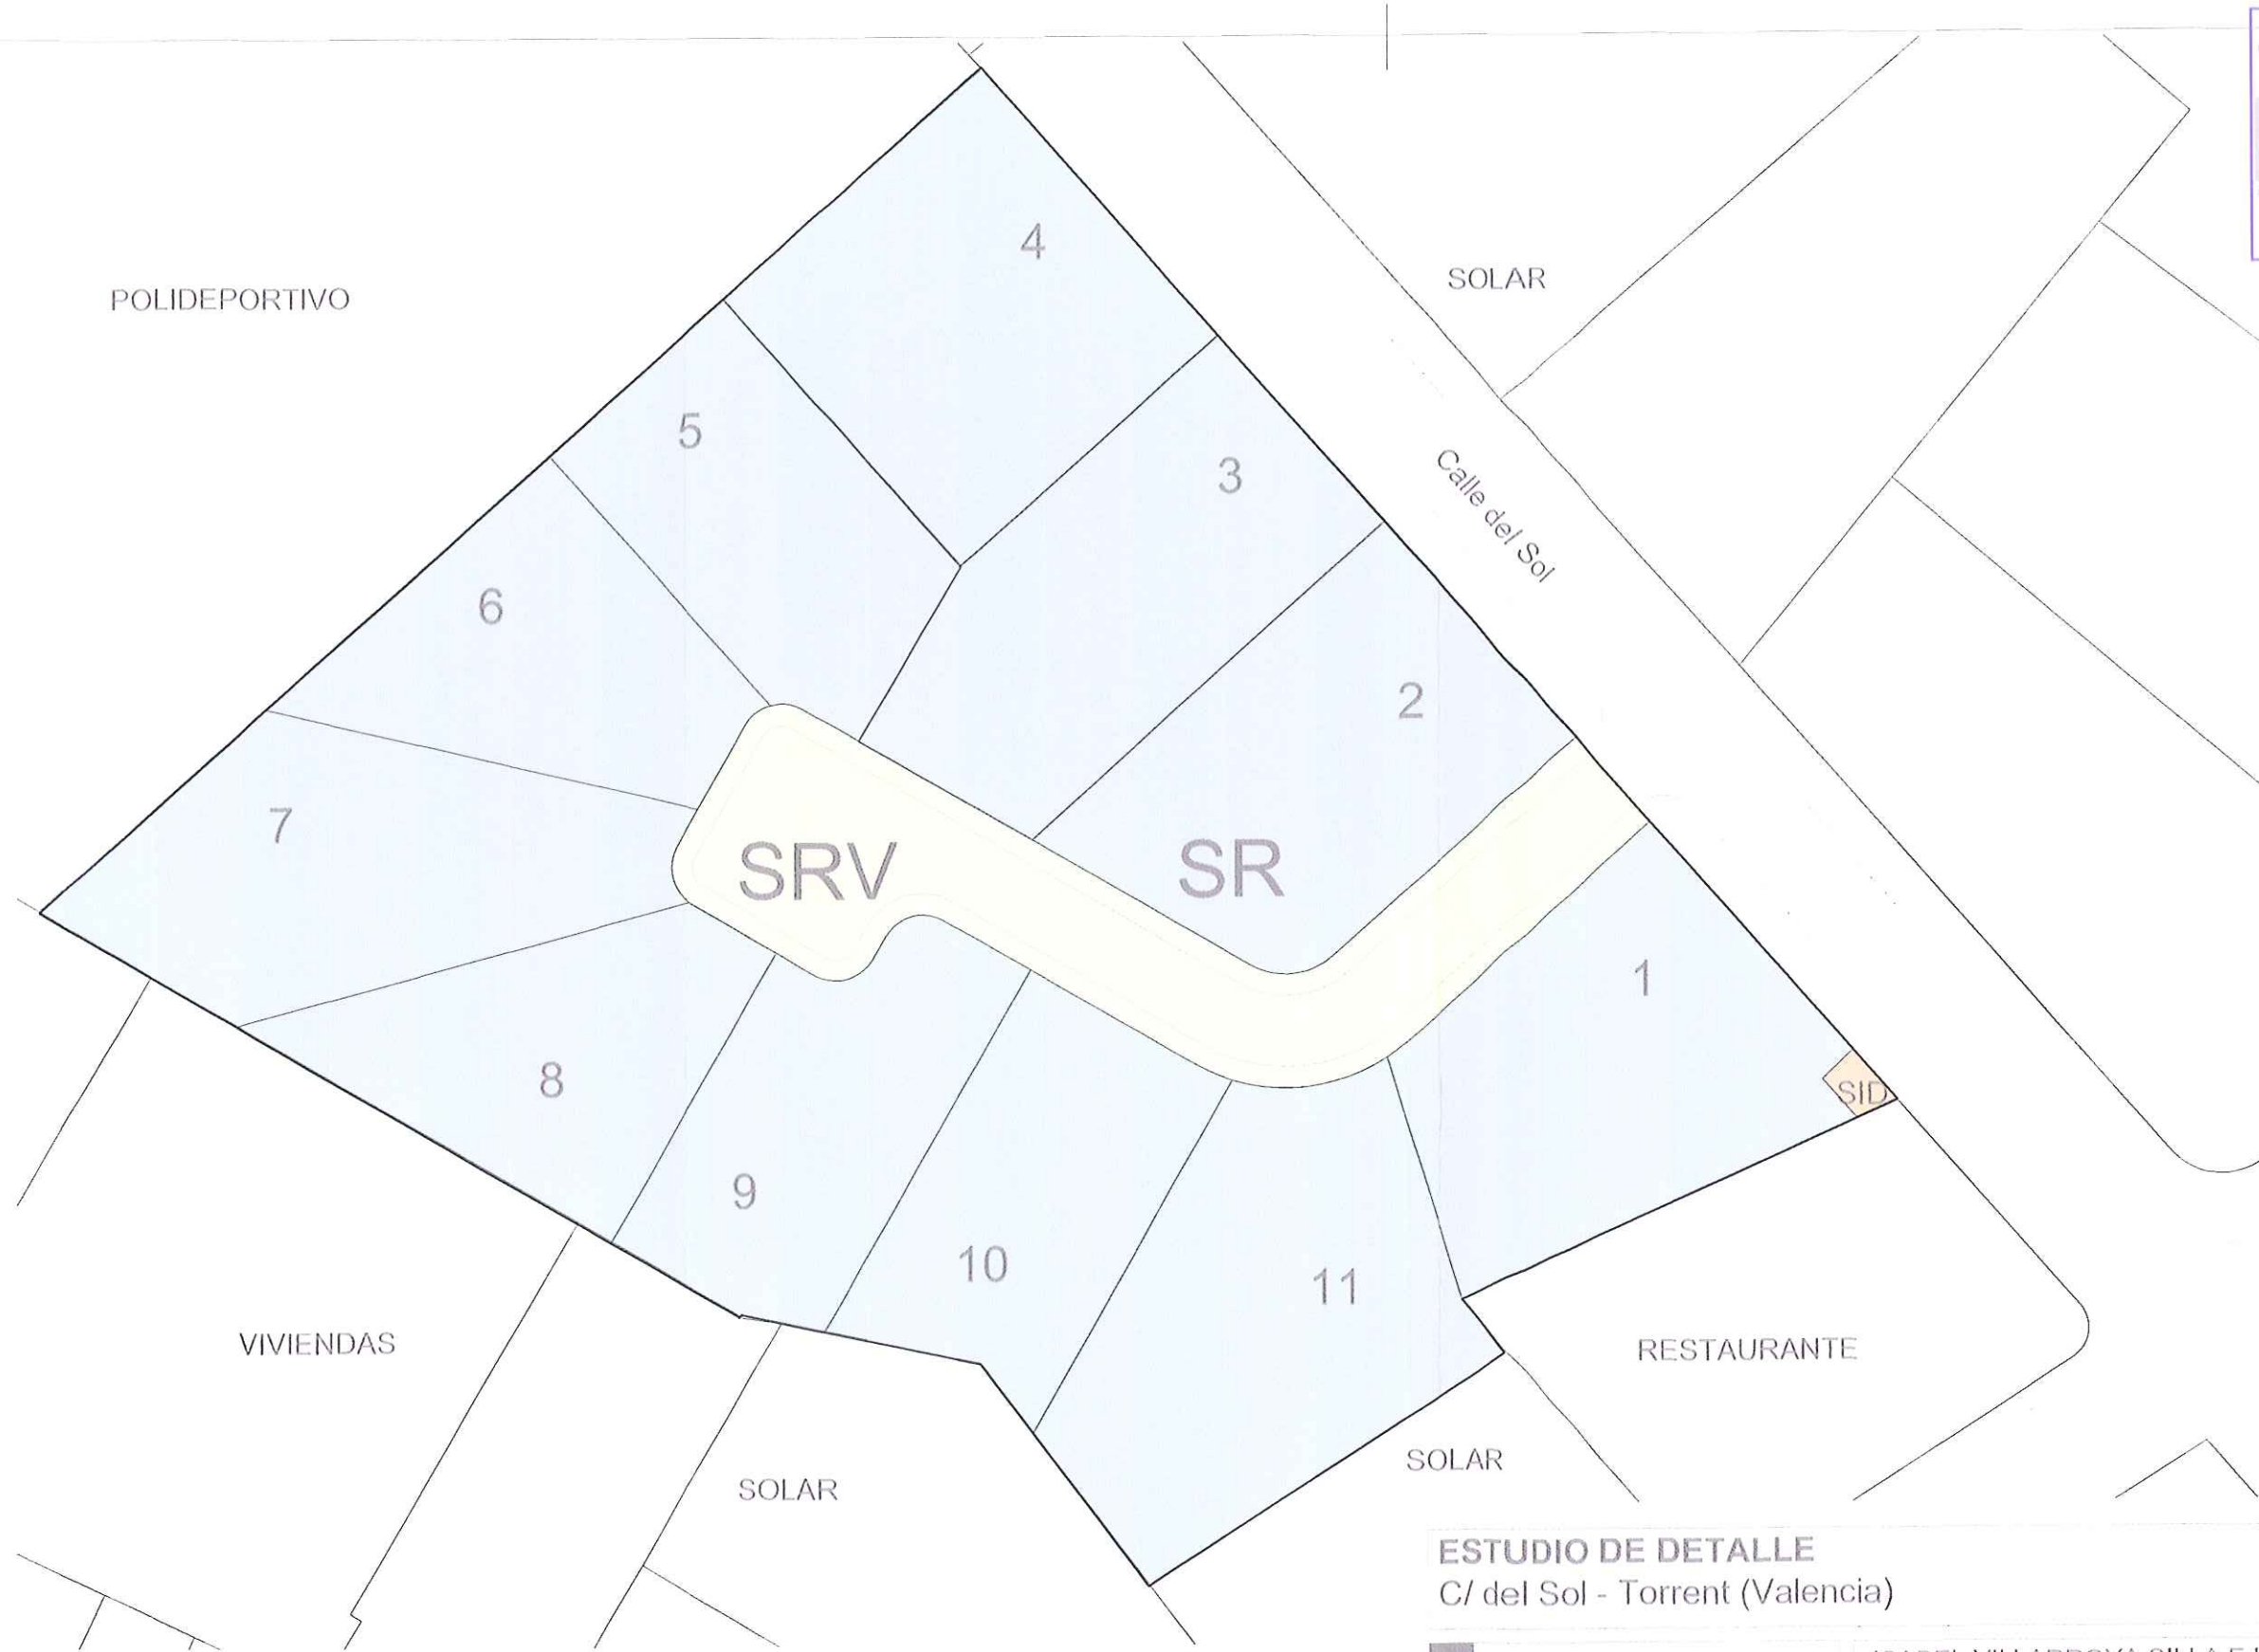 4
SOLAR
POLIDEPORTIVO
5
3
Calle del Sol
6
2
7
SRV
SR
1
8
SID
9
10
11
VIVIENDAS
RESTAURANTE
SOLAR
SOLAR
ESTUDIO DE DETALLE
C/ del Sol - Torrent (Valencia)